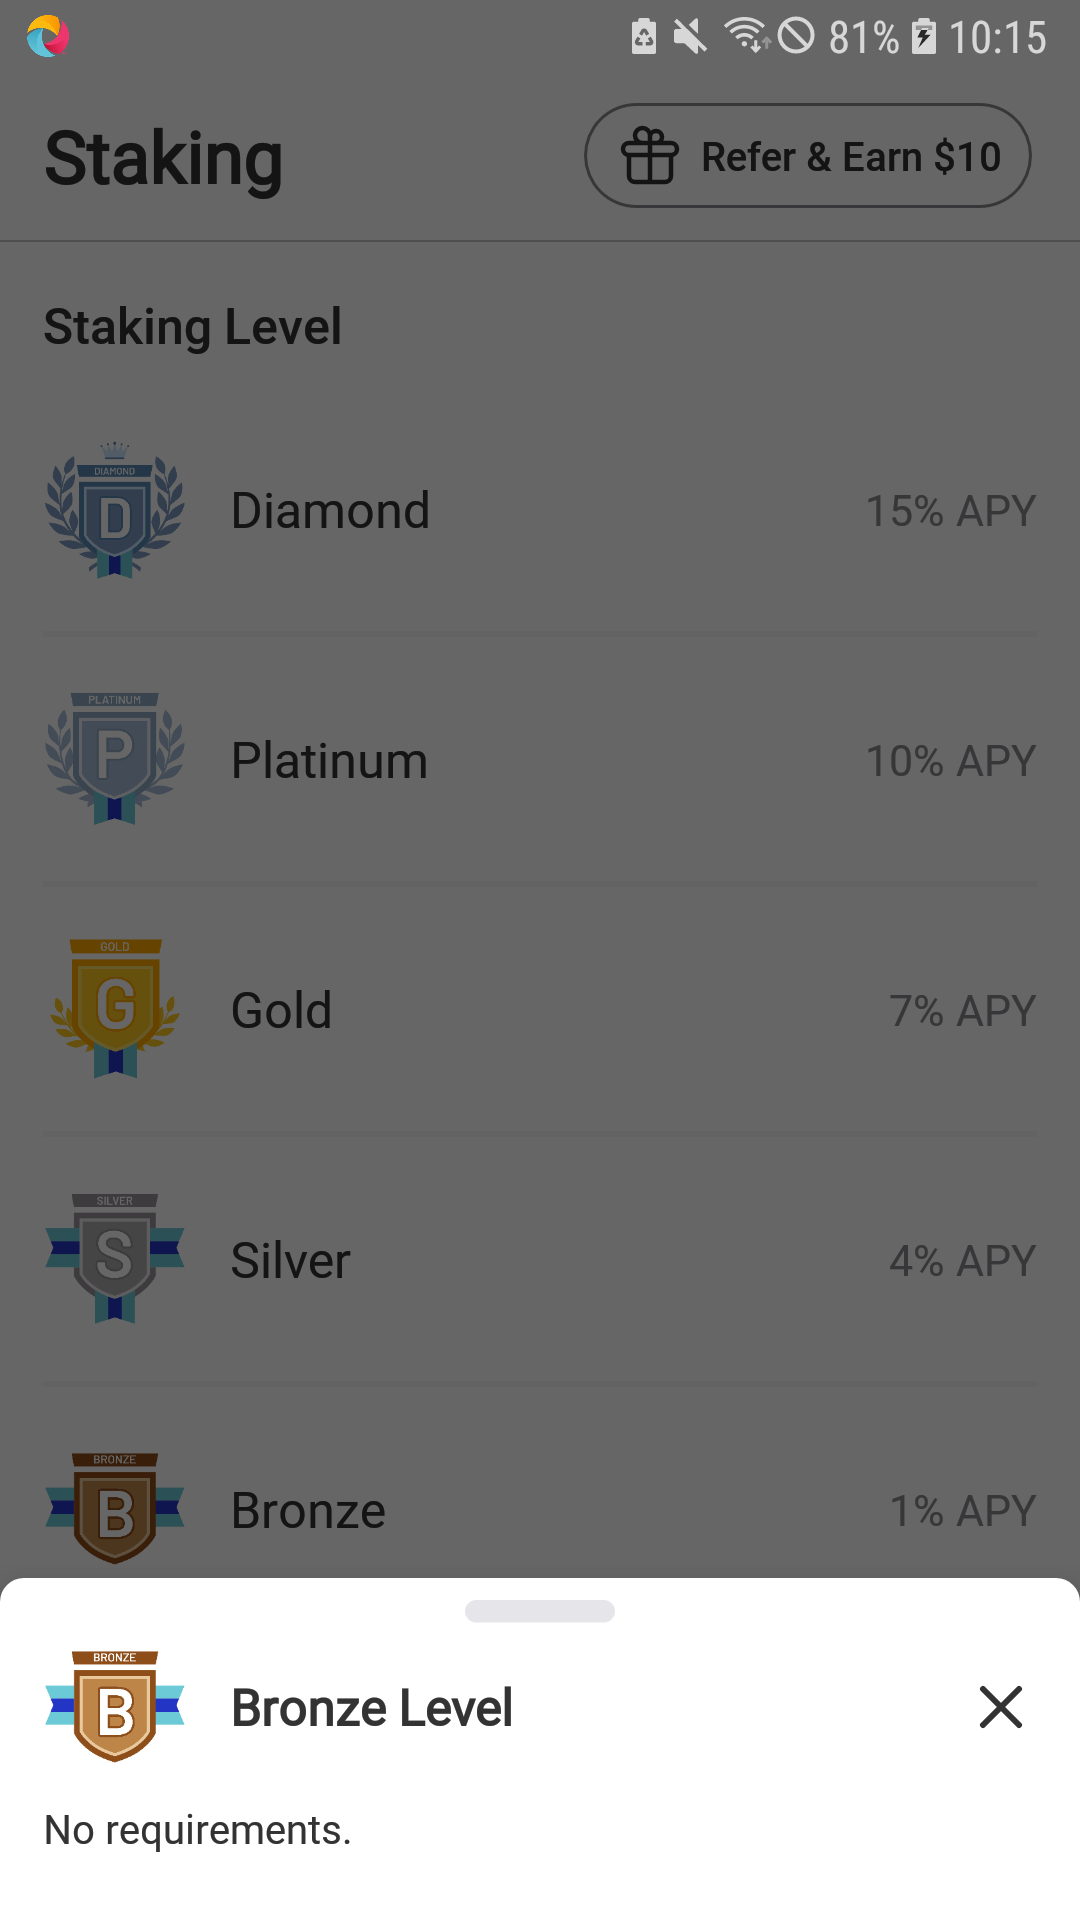 81% 10:15
Staking
Refer & Earn $10
Staking Level
DIAMOND
D
Diamond
15% APY
PLATINUM
P
Platinum
10% APY
GOLD
G
Gold
7% APY
SILVER
S
Silver
4% APY
BRONZE
B
Bronze
1% APY
BRONZE
B
Bronze Level
No requirements.